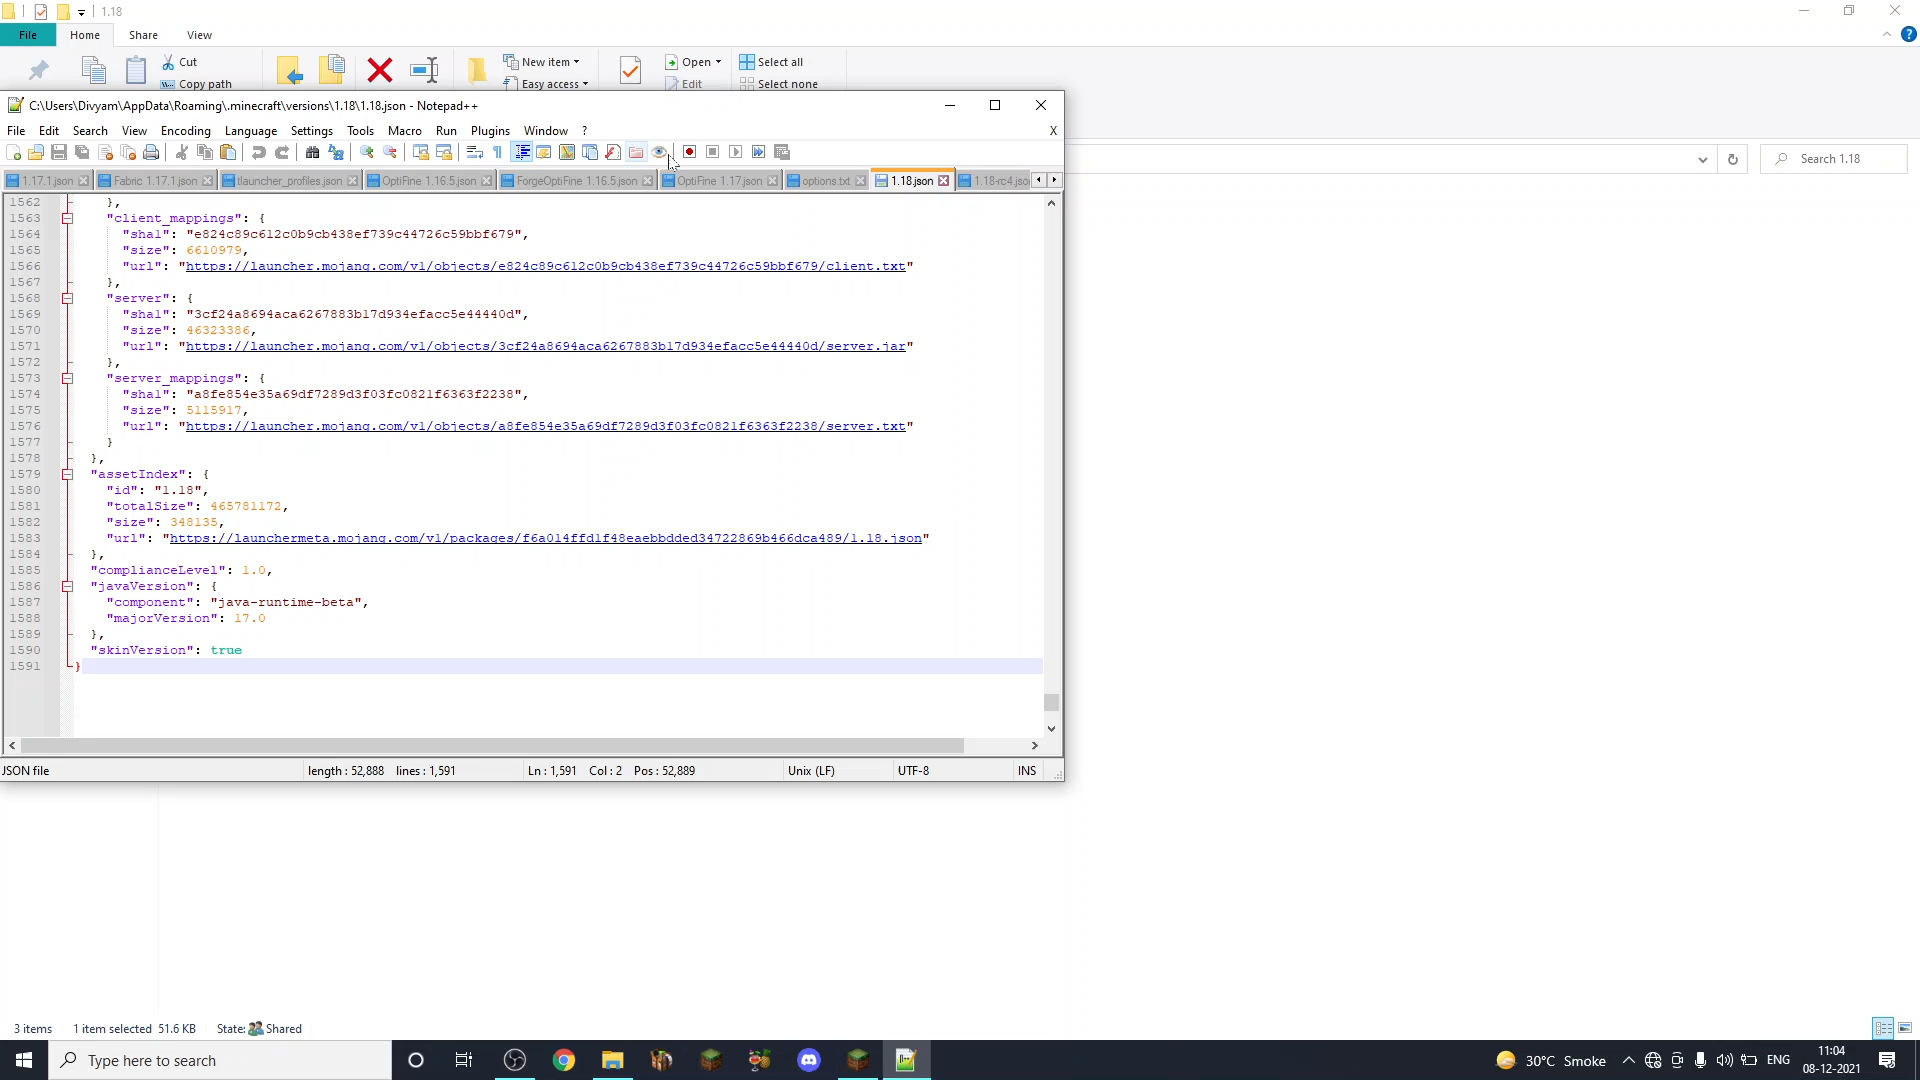 1.18
File Home Share View
Cut
Copy path
New item
Easy access
Open
Edit
Select all
Select none
C:\Users\Divyam\AppData\Roaming\.minecraft\versions\1.18\1.18.json - Notepad++
File Edit Search View Encoding Language Settings Tools Macro Run Plugins Window ? X
Search 1.18
1.17.1.json Fabric 1.17.1.json tlauncher_profiles.json OptiFine 1.16.5.json ForgeOptiFine 1.16.5.json OptiFine 1.17.json options.txt 1.18.json 1.18-rc4.jso
1562 },
1563 "client_mappings": {
1564 "sha1": "e824c89c612c0b9cb438ef739c44726c59bbf679",
1565 "size": 6610979,
1566 "url": "https://launcher.mojang.com/v1/objects/e824c89c612c0b9cb438ef739c44726c59bbf679/client.txt"
1567 },
1568 "server": {
1569 "sha1": "3cf24a8694aca6267883b17d934efacc5e44440d",
1570 "size": 46323386,
1571 "url": "https://launcher.mojang.com/v1/objects/3cf24a8694aca6267883b17d934efacc5e44440d/server.jar"
1572 },
1573 "server_mappings": {
1574 "sha1": "a8fe854e35a69df7289d3f03fc0821f6363f2238",
1575 "size": 5115917,
1576 "url": "https://launcher.mojang.com/v1/objects/a8fe854e35a69df7289d3f03fc0821f6363f2238/server.txt"
1577 }
1578 },
1579 "assetIndex": {
1580 "id": "1.18",
1581 "totalSize": 465781172,
1582 "size": 348135,
1583 "url": "https://launchermeta.mojang.com/v1/packages/f6a014ffd1f48eaebbdded34722869b466dca489/1.18.json"
1584 },
1585 "complianceLevel": 1.0,
1586 "javaVersion": {
1587 "component": "java-runtime-beta",
1588 "majorVersion": 17.0
1589 },
1590 "skinVersion": true
1591 }
JSON file length : 52,888 lines : 1,591 Ln : 1,591 Col : 2 Pos : 52,889 Unix (LF) UTF-8 INS
3 items 1 item selected 51.6 KB State: Shared
Type here to search
30°C Smoke
ENG
11:04
08-12-2021